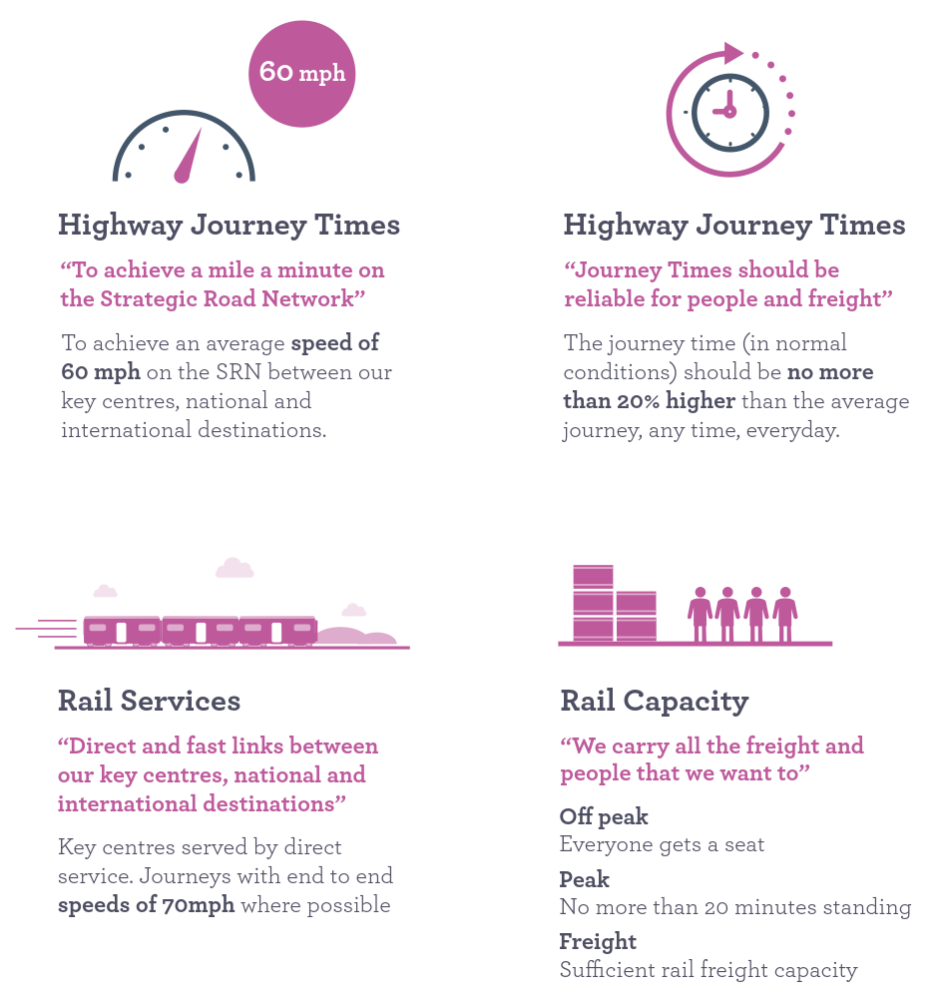 60 mph
Highway Journey Times
“To achieve a mile a minute on
the Strategic Road Network”
To achieve an average speed of
60 mph on the SRN between our
key centres, national and
international destinations.
Highway Journey Times
“Journey Times should be
reliable for people and freight”
The journey time (in normal
conditions) should be no more
than 20% higher than the average
journey, any time, everyday.
Rail Services
“Direct and fast links between
our key centres, national and
international destinations”
Key centres served by direct
service. Journeys with end to end
speeds of 70mph where possible
Rail Capacity
“We carry all the freight and
people that we want to”
Off peak
Everyone gets a seat
Peak
No more than 20 minutes standing
Freight
Sufficient rail freight capacity